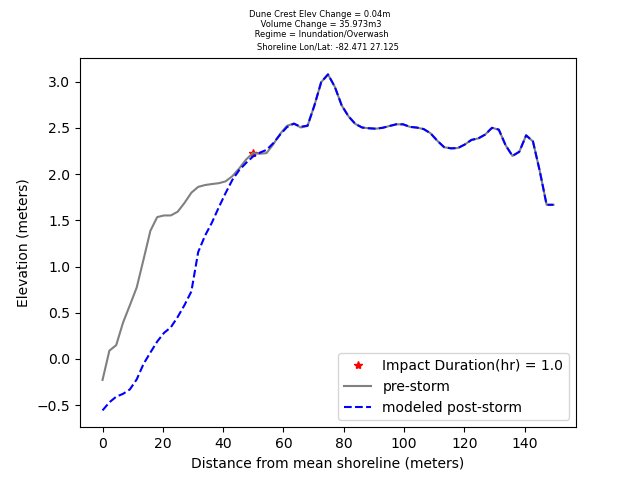 Dune Crest Elev Change = 0.04m
Volume Change = 35.973m3
Regime = Inundation/Overwash
Shoreline Lon/Lat: -82.471 27.125
Elevation (meters)
3.0
2.5
2.0
1.5
1.0
0.5
0.0
−0.5
Impact Duration(hr) = 1.0
pre-storm
modeled post-storm
0 20 40 60 80 100 120 140
Distance from mean shoreline (meters)